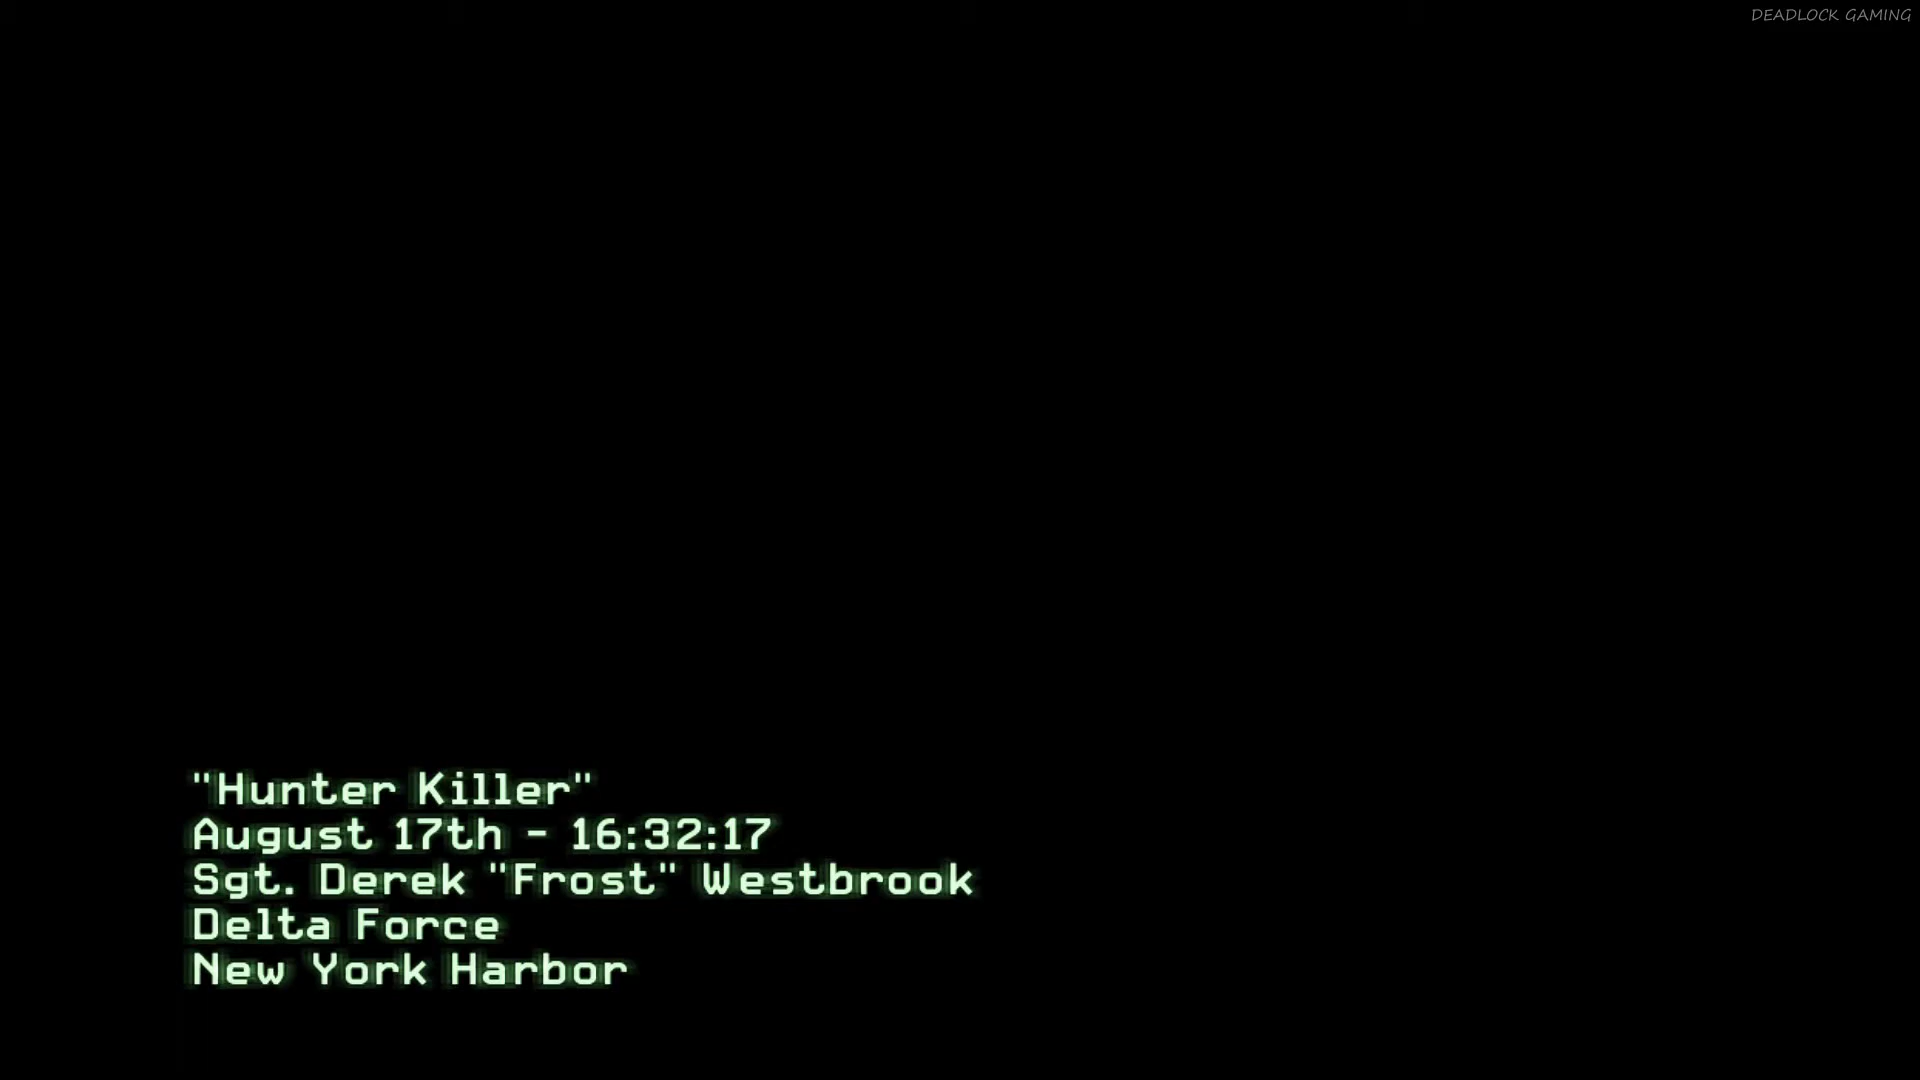 DEADLOCK GAMING
"Hunter Killer"
August 17th - 16:32:17
Sgt. Derek "Frost" Westbrook
Delta Force
New York Harbor